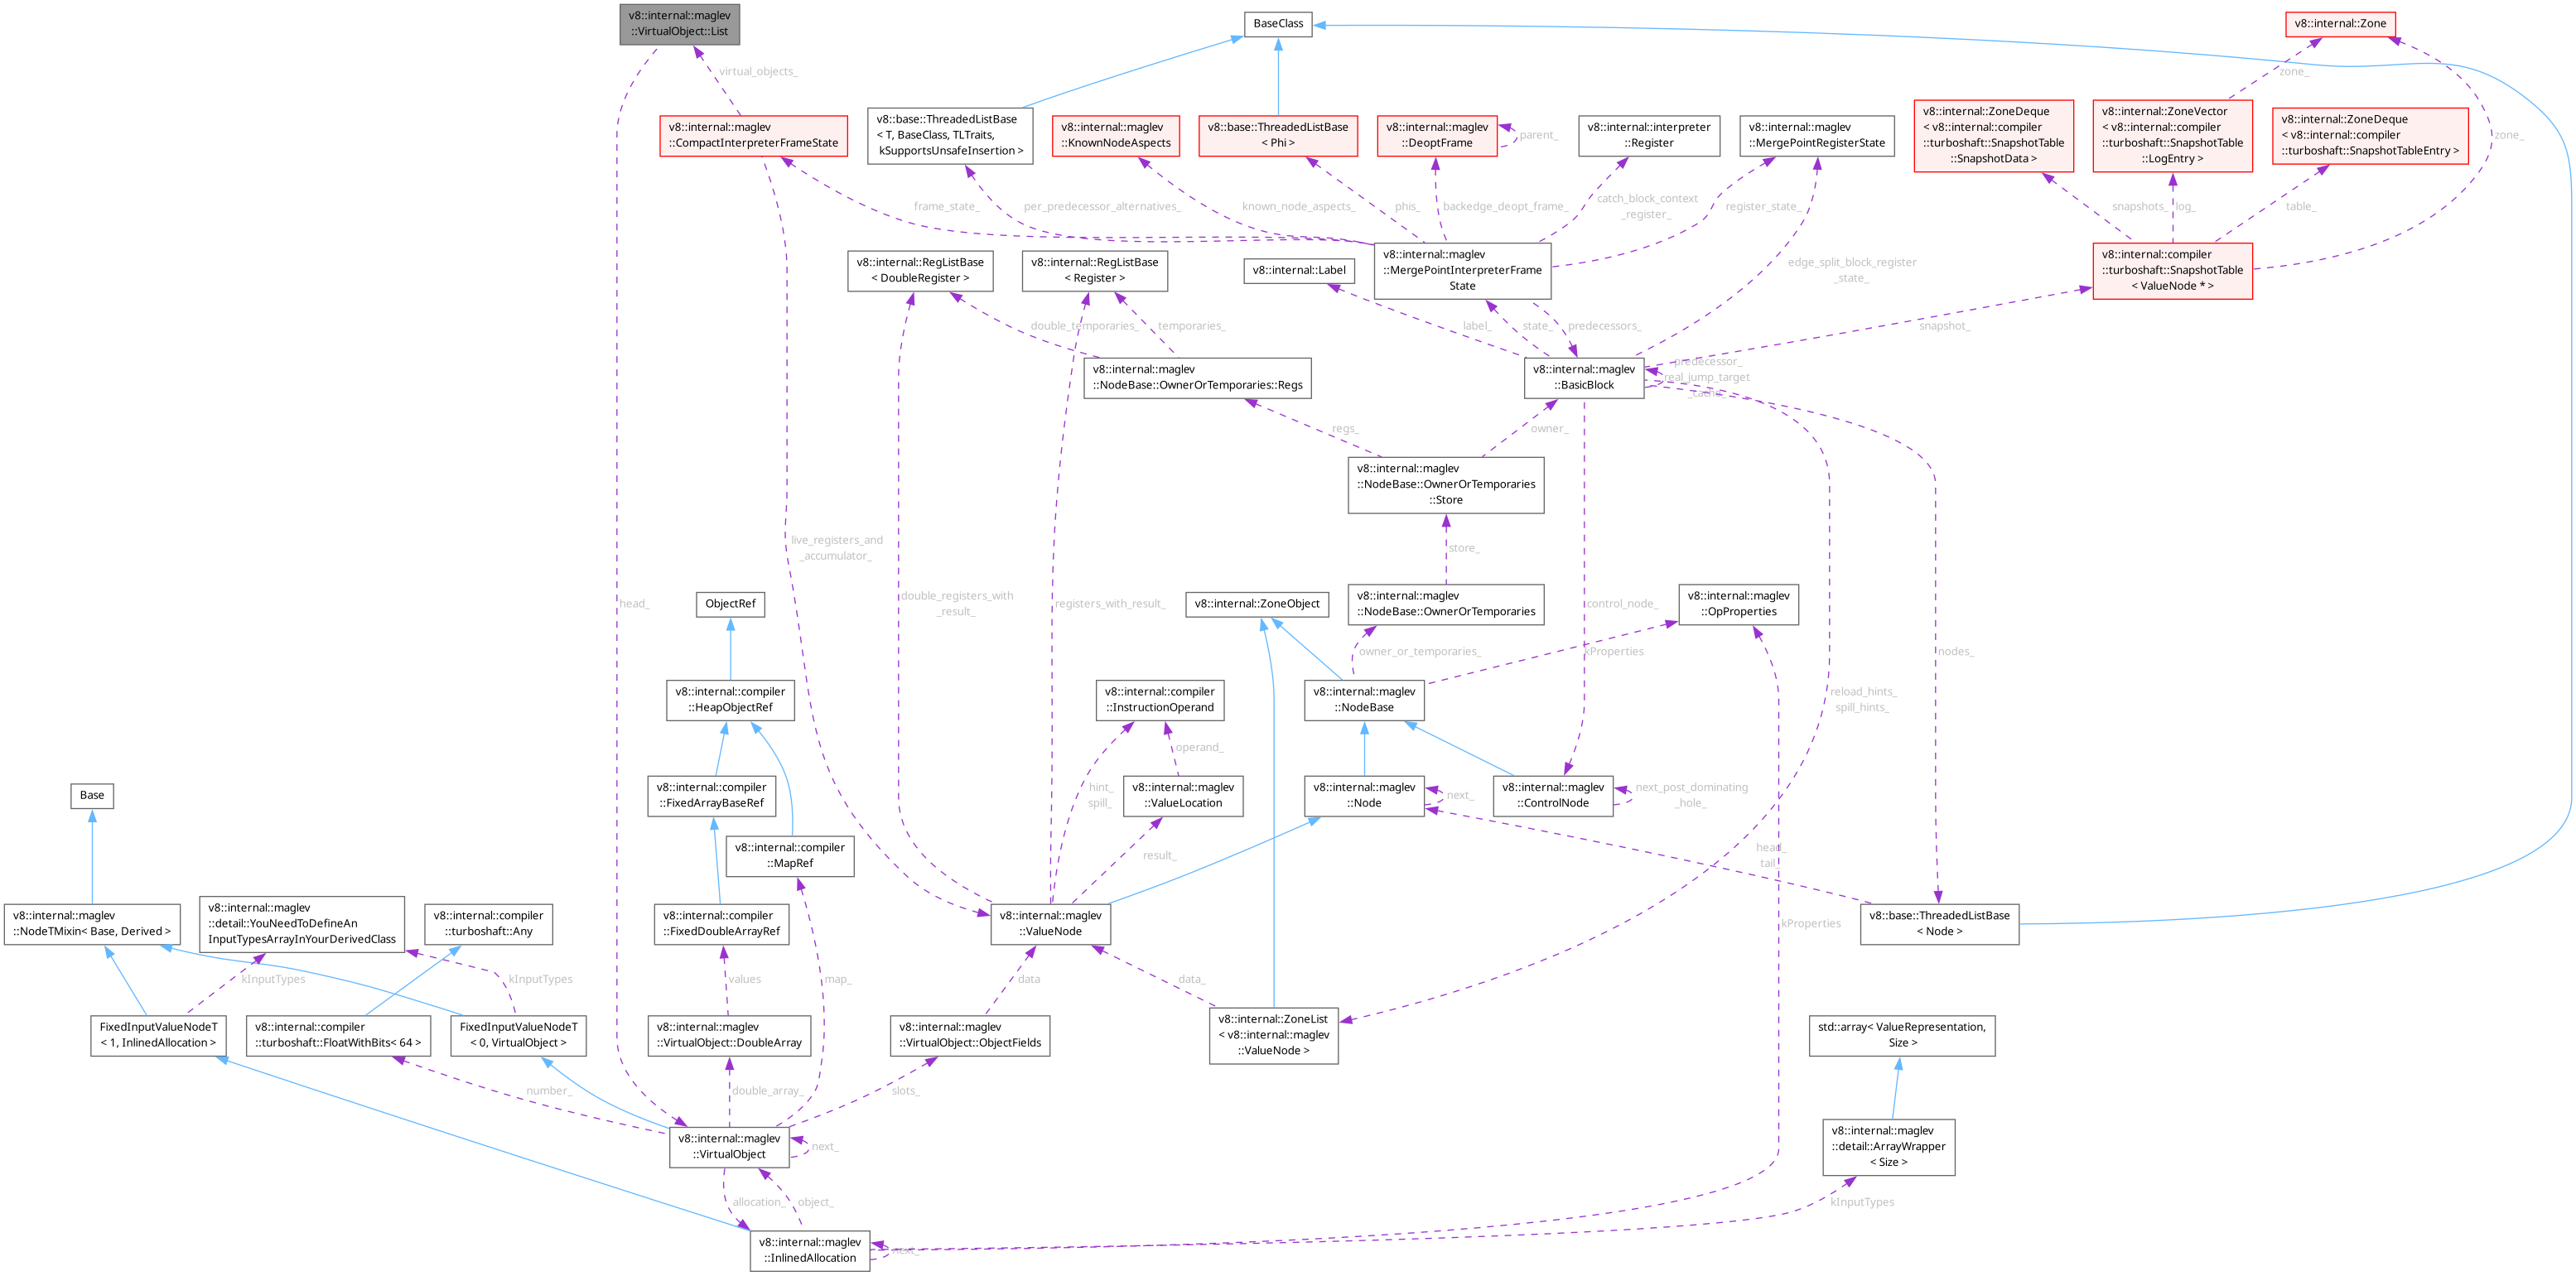 v8::internal::maglev
::VirtualObject::List
BaseClass
v8::internal::Zone
virtual_objects_
zone_
v8::internal::maglev
::CompactInterpreterFrameState
v8::base::ThreadedListBase
< T, BaseClass, TLTraits,
kSupportsUnsafeInsertion >
v8::internal::maglev
::KnownNodeAspects
v8::base::ThreadedListBase
< Phi >
v8::internal::maglev
::DeoptFrame
parent_
v8::internal::interpreter
::Register
v8::internal::maglev
::MergePointRegisterState
v8::internal::ZoneDeque
< v8::internal::compiler
::turboshaft::SnapshotTable
::SnapshotData >
v8::internal::ZoneVector
< v8::internal::compiler
::turboshaft::SnapshotTable
::LogEntry >
v8::internal::ZoneDeque
< v8::internal::compiler
::turboshaft::SnapshotTableEntry >
zone_
frame_state_
per_predecessor_alternatives_
known_node_aspects_
phis_
backedge_deopt_frame_
catch_block_context
_register_
register_state_
snapshots_
log_
table_
v8::internal::RegListBase
< DoubleRegister >
v8::internal::RegListBase
< Register >
v8::internal::Label
v8::internal::maglev
::MergePointInterpreterFrame
State
edge_split_block_register
_state_
v8::internal::compiler
::turboshaft::SnapshotTable
< ValueNode * >
double_temporaries_
temporaries_
label_
state_
predecessors_
snapshot_
v8::internal::maglev
::NodeBase::OwnerOrTemporaries::Regs
v8::internal::maglev
::BasicBlock
predecessor_
real_jump_target
_cache_
regs_
owner_
v8::internal::maglev
::NodeBase::OwnerOrTemporaries
::Store
live_registers_and
_accumulator_
store_
head_
ObjectRef
double_registers_with
_result_
registers_with_result_
v8::internal::ZoneObject
v8::internal::maglev
::NodeBase::OwnerOrTemporaries
control_node_
v8::internal::maglev
::OpProperties
owner_or_temporaries_
kProperties
nodes_
v8::internal::compiler
::HeapObjectRef
v8::internal::compiler
::InstructionOperand
v8::internal::maglev
::NodeBase
reload_hints_
spill_hints_
operand_
v8::internal::compiler
::FixedArrayBaseRef
hint_
spill_
v8::internal::maglev
::ValueLocation
v8::internal::maglev
::Node
next_
v8::internal::maglev
::ControlNode
next_post_dominating
_hole_
Base
v8::internal::compiler
::MapRef
result_
head_
tail_
v8::internal::maglev
::NodeTMixin< Base, Derived >
v8::internal::maglev
::detail::YouNeedToDefineAn
InputTypesArrayInYourDerivedClass
v8::internal::compiler
::turboshaft::Any
v8::internal::compiler
::FixedDoubleArrayRef
v8::internal::maglev
::ValueNode
kProperties
v8::base::ThreadedListBase
< Node >
kInputTypes
kInputTypes
values
map_
data
data_
FixedInputValueNodeT
< 1, InlinedAllocation >
v8::internal::compiler
::turboshaft::FloatWithBits< 64 >
FixedInputValueNodeT
< 0, VirtualObject >
v8::internal::maglev
::VirtualObject::DoubleArray
v8::internal::maglev
::VirtualObject::ObjectFields
v8::internal::ZoneList
< v8::internal::maglev
::ValueNode >
std::array< ValueRepresentation,
Size >
number_
double_array_
slots_
v8::internal::maglev
::VirtualObject
next_
v8::internal::maglev
::detail::ArrayWrapper
< Size >
allocation_
object_
kInputTypes
v8::internal::maglev
::InlinedAllocation
next_